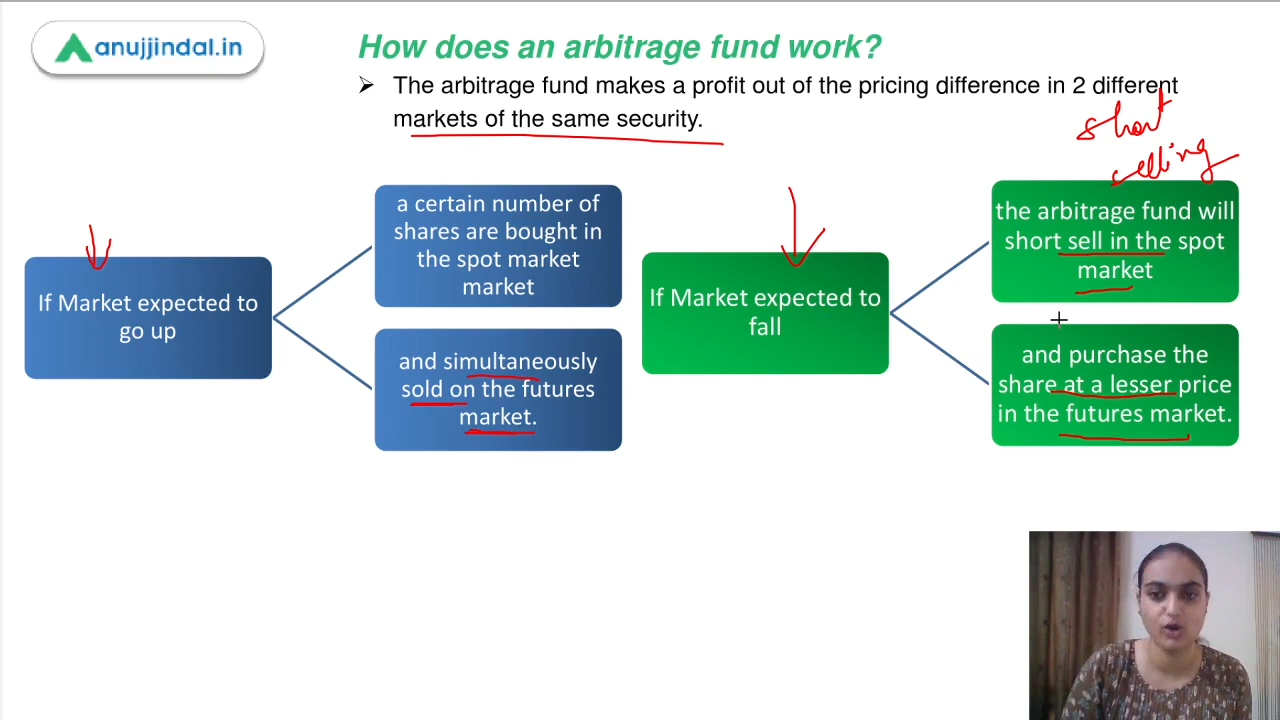 anujjindal.in
How does an arbitrage fund work?
The arbitrage fund makes a profit out of the pricing difference in 2 different
markets of the same security.
short
selling
If Market expected to
go up
a certain number of
shares are bought in
the spot market
market
and simultaneously
sold on the futures
market.
If Market expected to
fall
the arbitrage fund will
short sell in the spot
market
and purchase the
share at a lesser price
in the futures market.